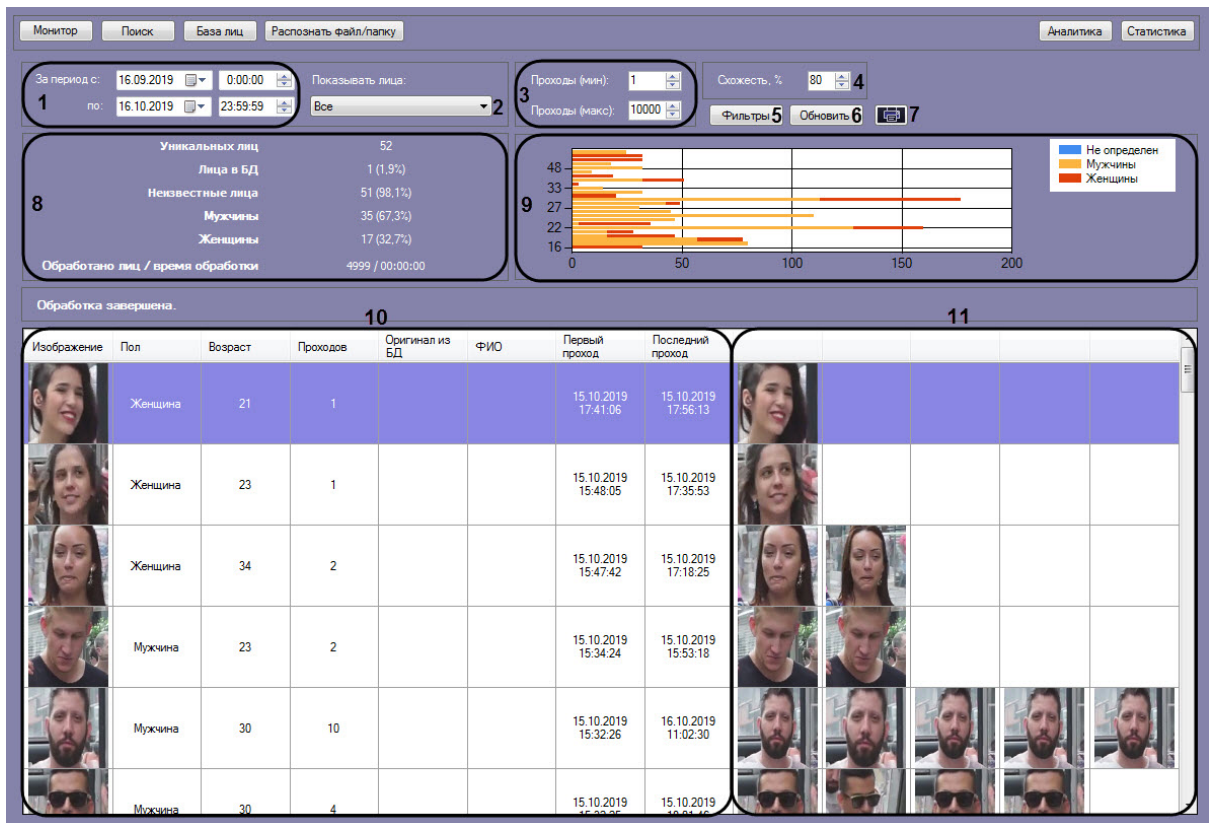 Монитор Поиск База лиц Распознать файл/папку Аналитика Статистика
За период с: 16.09.2019 0:00:00 Показывать лица: Проходы (мин): 1 Схожесть, % 80 4
1 по: 16.10.2019 23:59:59 Все 2 3 Проходы (макс): 10000 Фильтры 5 Обновить 6 7
Уникальных лиц 52
Лица в БД 1 (1,9%)
Неизвестные лица 51 (98,1%)
8
Мужчины 35 (67,3%)
Женщины 17 (32,7%)
Обработано лиц / время обработки 4999 / 00:00:00
9
48
33
27
22
16
0 50 100 150 200
Не определен
Мужчины
Женщины
Обработка завершена.
10 11
Изображение Пол Возраст Проходов Оригинал из БД ФИО Первый проход Последний проход
Женщина 21 1 15.10.2019 17:41:06 15.10.2019 17:56:13
Женщина 23 1 15.10.2019 15:48:05 15.10.2019 17:35:53
Женщина 34 2 15.10.2019 15:47:42 15.10.2019 17:18:25
Мужчина 23 2 15.10.2019 15:34:24 15.10.2019 15:53:18
Мужчина 30 10 15.10.2019 15:32:26 16.10.2019 11:02:30
Мужчина 30 4 15.10.2019 15.10.2019